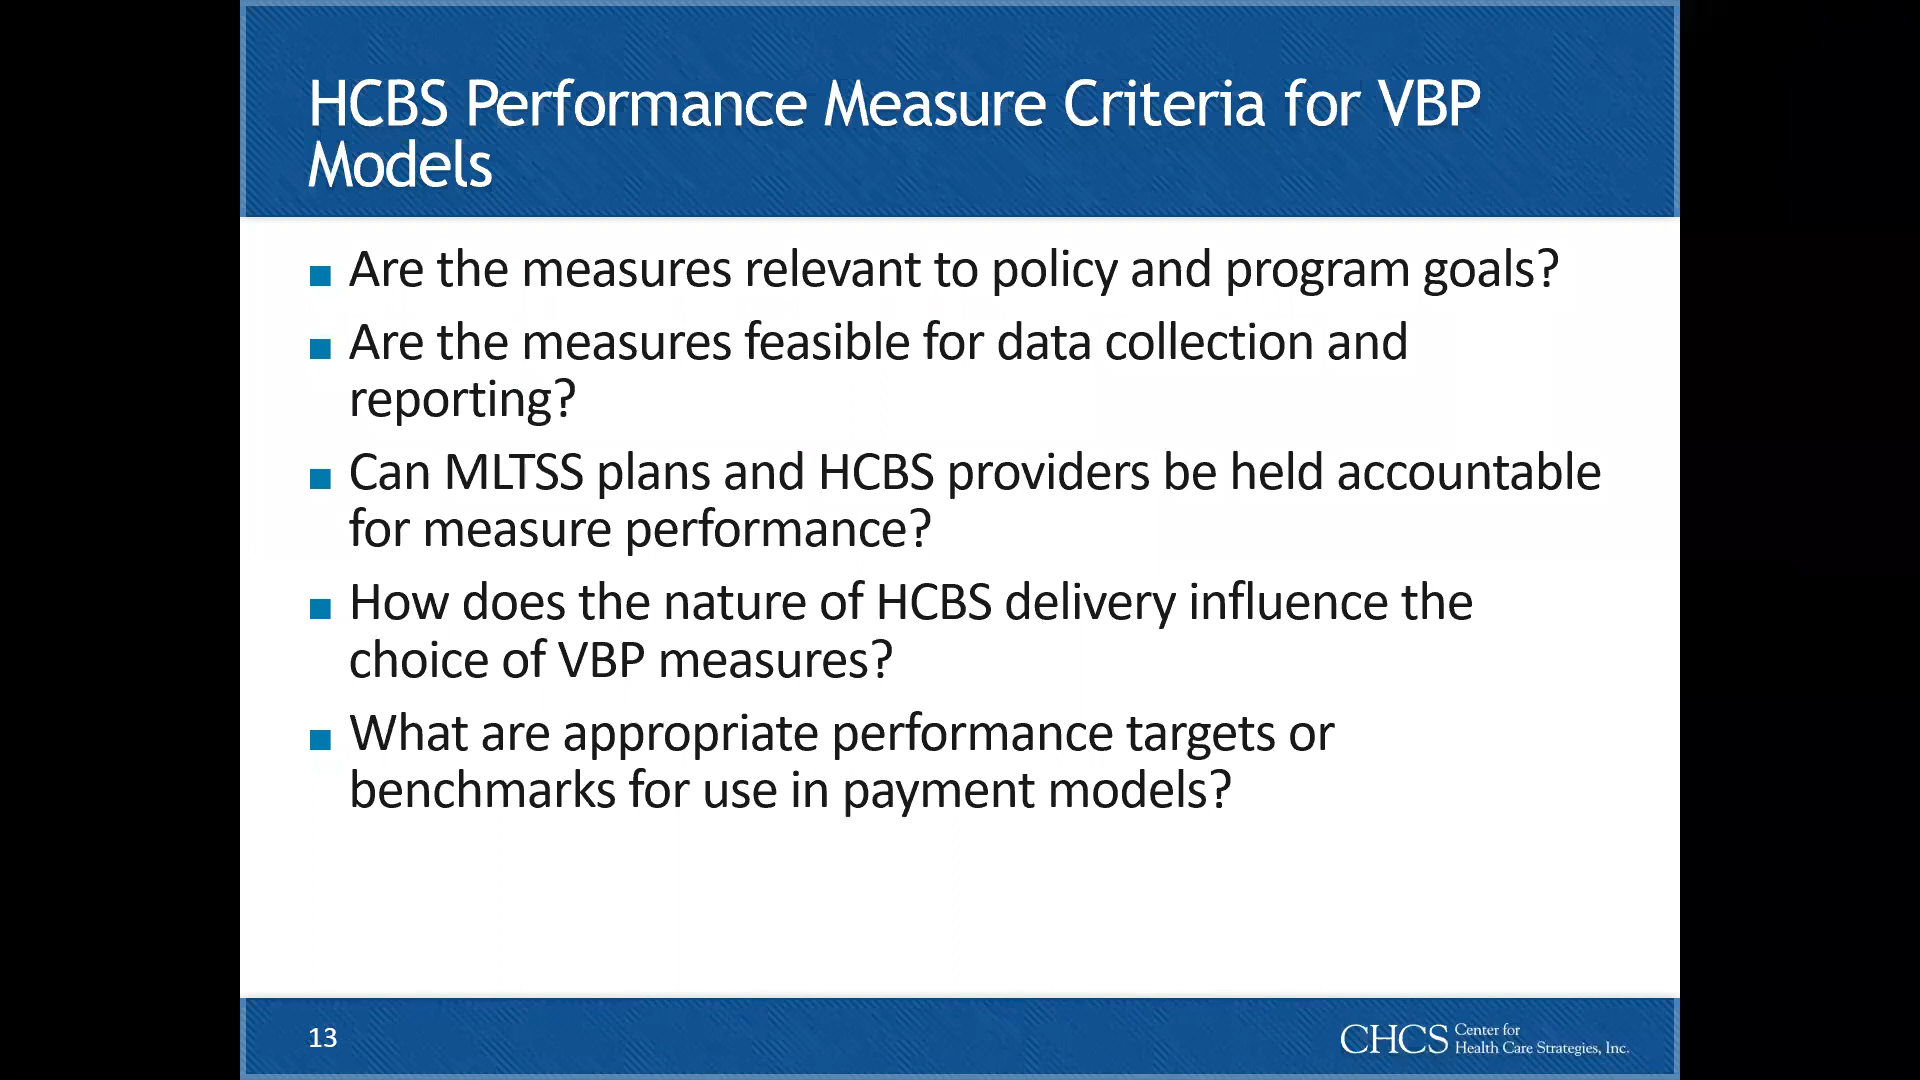 HCBS Performance Measure Criteria for VBP
Models
Are the measures relevant to policy and program goals?
Are the measures feasible for data collection and
reporting?
Can MLTSS plans and HCBS providers be held accountable
for measure performance?
How does the nature of HCBS delivery influence the
choice of VBP measures?
What are appropriate performance targets or
benchmarks for use in payment models?
13
CHCS Center for
Health Care Strategies, Inc.